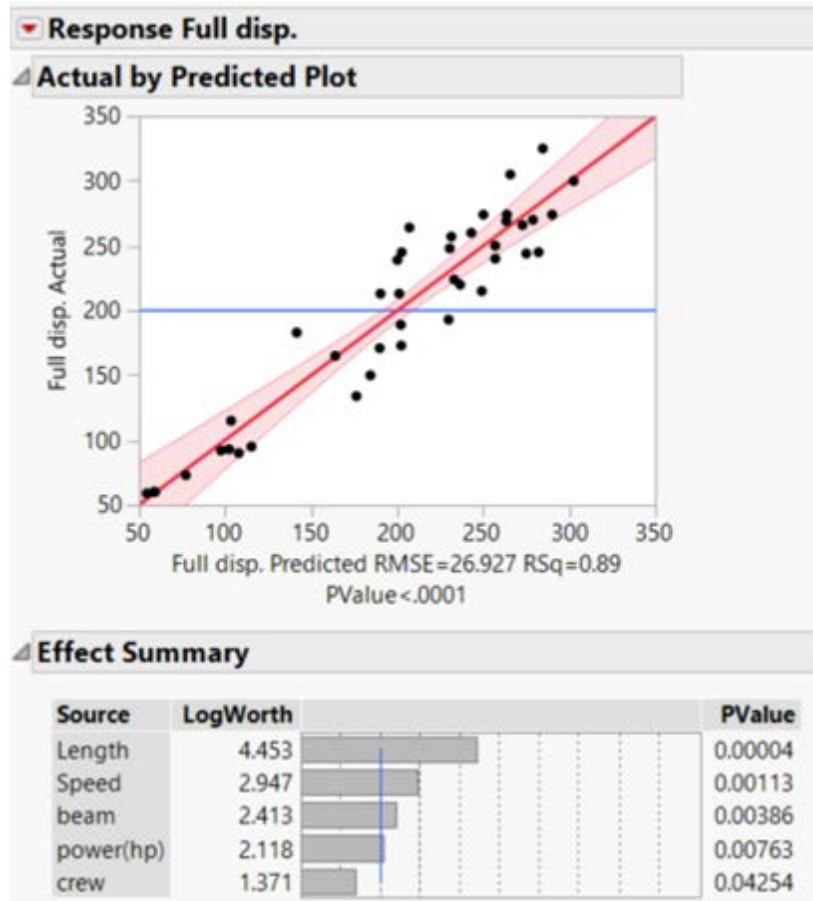 Response Full disp.
Actual by Predicted Plot
350
300
250
200
150
100
50
Full disp. Actual
50 100 150 200 250 300 350
Full disp. Predicted RMSE=26.927 RSq=0.89
PValue<.0001
Effect Summary
Source LogWorth PValue
Length 4.453 0.00004
Speed 2.947 0.00113
beam 2.413 0.00386
power(hp) 2.118 0.00763
crew 1.371 0.04254